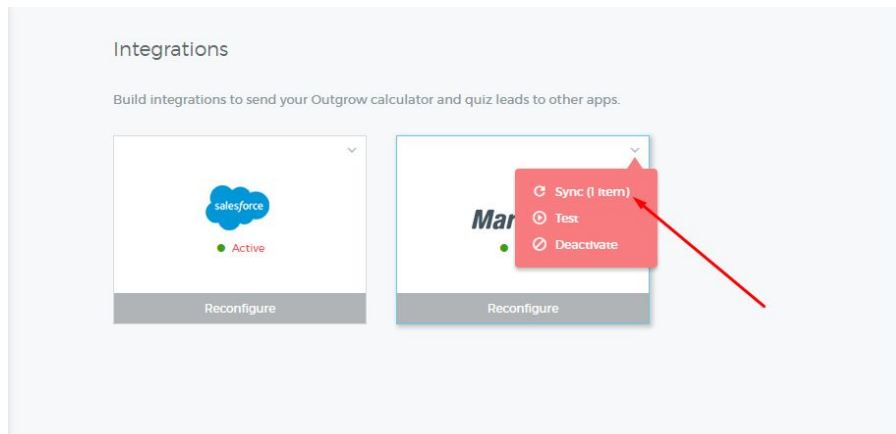 Integrations
Build integrations to send your Outgrow calculator and quiz leads to other apps.
salesforce
Active
Reconfigure
Mar
Sync (1 Item)
Test
Deactivate
Reconfigure